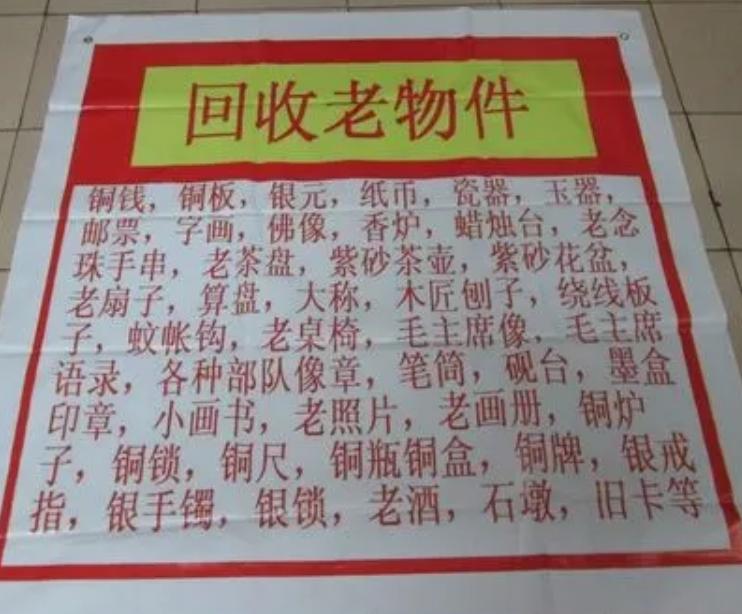 回收老物件
铜钱，铜板，银元，纸币，瓷器，玉器，
邮票，字画，佛像，香炉，蜡烛台，老念
珠手串，老茶盘，紫砂茶壶，紫砂花盆，
老扇子，算盘，大称，木匠刨子，绕线板
子，蚊帐钩，老桌椅，毛主席像，毛主席
语录，各种部队像章，笔筒，砚台，墨盒
印章，小画书，老照片，老画册，铜炉
子，铜锁，铜尺，铜瓶铜盒，铜牌，银戒
指，银手镯，银锁，老酒，石墩，旧卡等